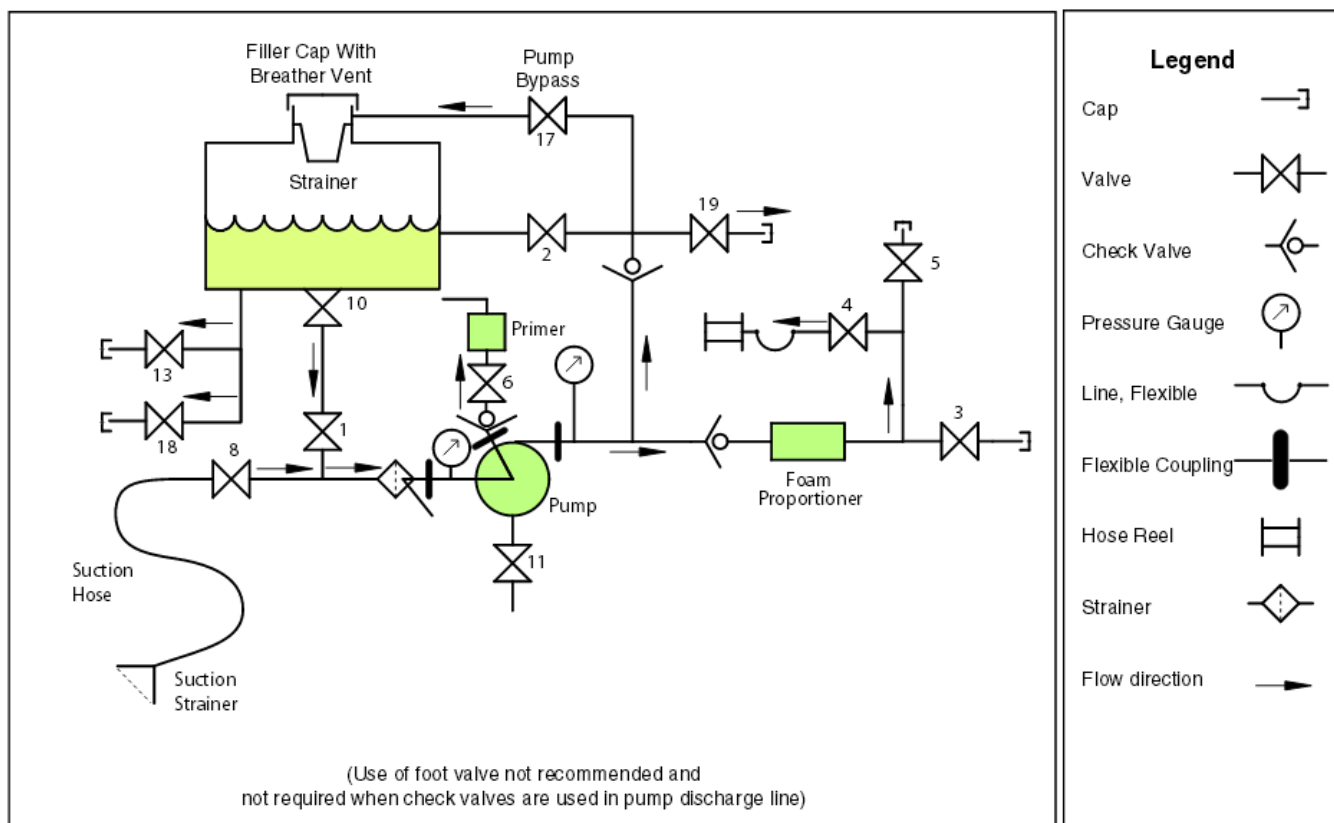 Filler Cap With
Breather Vent
Pump
Bypass
17
Strainer
19
2
5
10
4
Primer
6
13
3
18
1
8
Foam
Proportioner
Pump
11
Suction
Hose
Suction
Strainer
(Use of foot valve not recommended and
not required when check valves are used in pump discharge line)
Legend
Cap
Valve
Check Valve
Pressure Gauge
Line, Flexible
Flexible Coupling
Hose Reel
Strainer
Flow direction